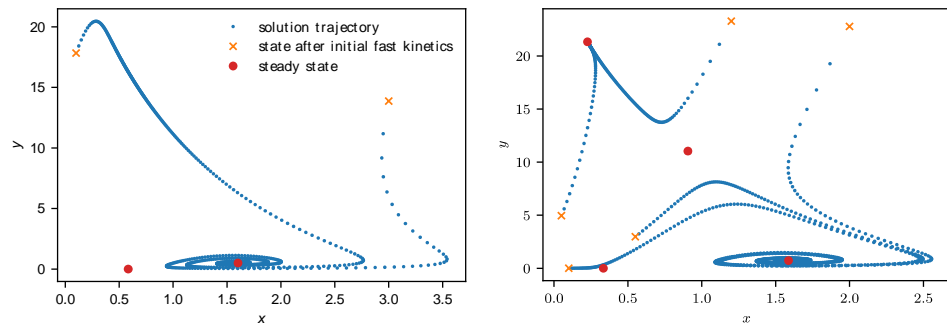 solution trajectory
state after initial fast kinetics
steady state
20
15
10
5
0
y
0.0 0.5 1.0 1.5 2.0 2.5 3.0 3.5
x
20
15
10
5
0
y
0.0 0.5 1.0 1.5 2.0 2.5
x